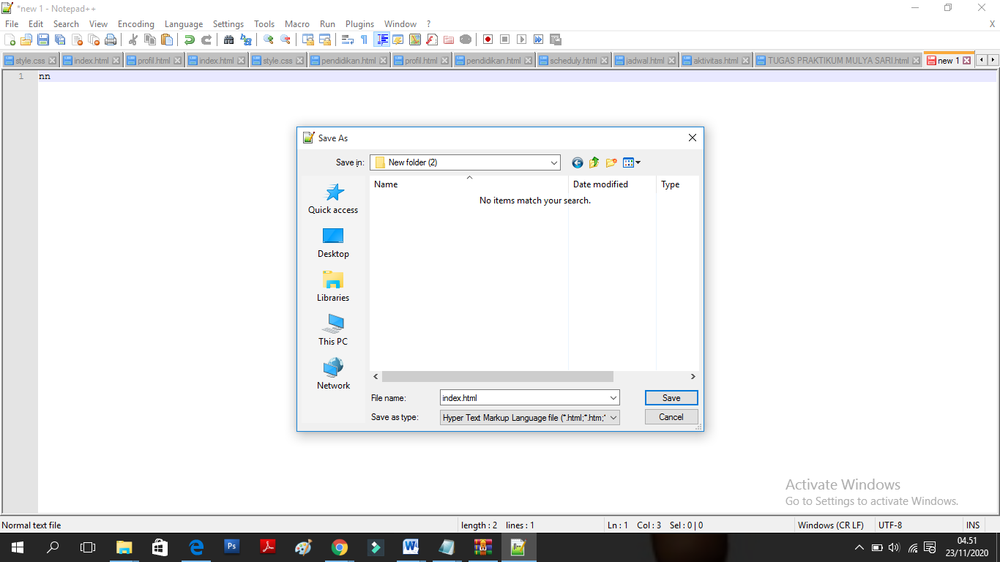 *new 1 - Notepad++
File Edit Search View Encoding Language Settings Tools Macro Run Plugins Window ? X
style.css index.html profil.html index.html style.css pendidikan.html profil.html pendidikan.html scheduly.html jadwal.html aktivitas.html TUGAS PRAKTIKUM MULYA SARI.html new 1
1 nn
Save As
Save in: New folder (2)
Name Date modified Type
No items match your search.
Quick access
Desktop
Libraries
This PC
Network
File name: index.html Save
Save as type: Hyper Text Markup Language file (*.html;*.htm;* Cancel
Activate Windows
Go to Settings to activate Windows.
Normal text file length : 2 lines : 1 Ln : 1 Col : 3 Sel : 0 | 0 Windows (CR LF) UTF-8 INS
04.51
23/11/2020